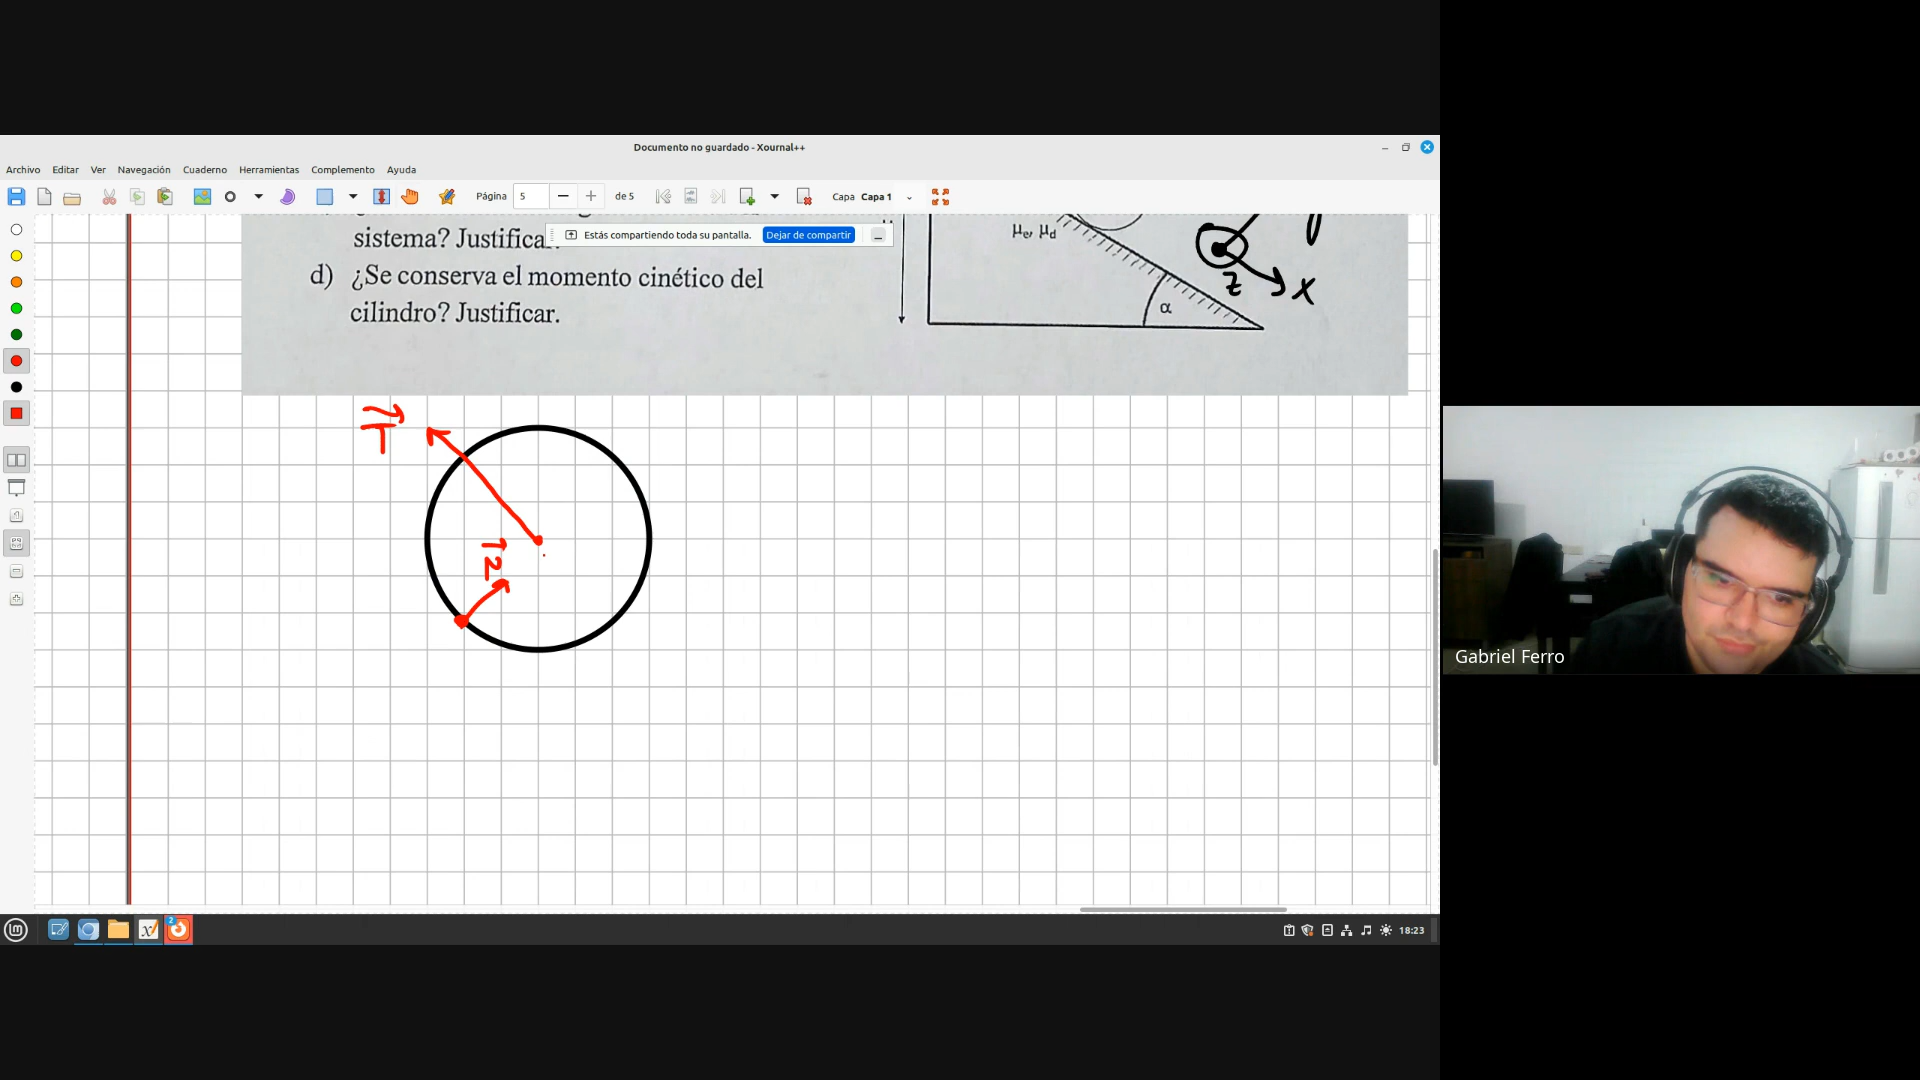 Documento no guardado - Xournal++
Archivo Editar Ver Navegación Cuaderno Herramientas Complemento Ayuda
Página 5 de 5 Capa Capa 1
sistema? Justificar.
Estás compartiendo toda su pantalla. Dejar de compartir
d) ¿Se conserva el momento cinético del
cilindro? Justificar.
μe, μd
α
y
z
x
T
N
Gabriel Ferro
2
18:23